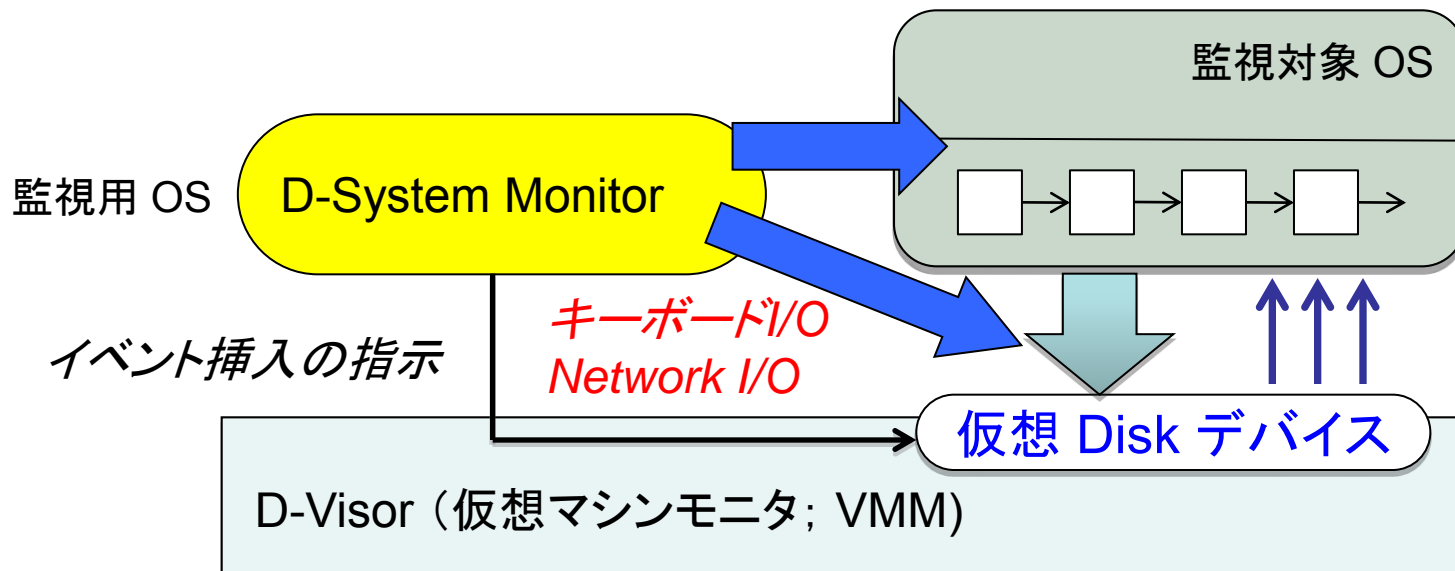 監視対象 OS
監視用 OS
D-System Monitor
キーボードI/O
Network I/O
イベント挿入の指示
仮想 Disk デバイス
D-Visor（仮想マシンモニタ; VMM)